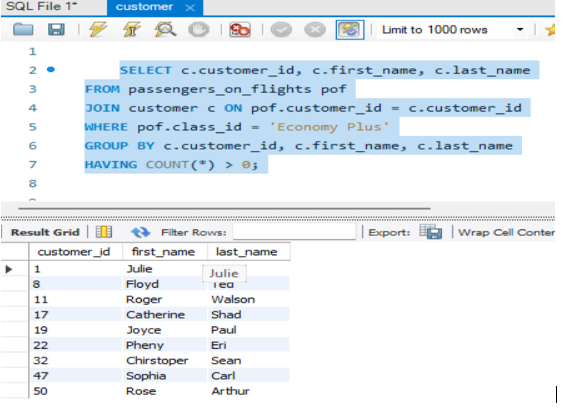 SQL File 1*
customer
Limit to 1000 rows
1
2 SELECT c.customer_id, c.first_name, c.last_name
3 FROM passengers_on_flights pof
4 JOIN customer c ON pof.customer_id = c.customer_id
5 WHERE pof.class_id = 'Economy Plus'
6 GROUP BY c.customer_id, c.first_name, c.last_name
7 HAVING COUNT(*) > 0;
8
Result Grid Filter Rows: Export: Wrap Cell Conter
customer_id first_name last_name
1 Julie
Julie
8 Floyd Ted
11 Roger Walson
17 Catherine Shad
19 Joyce Paul
22 Pheny Eri
32 Chirstoper Sean
47 Sophia Carl
50 Rose Arthur